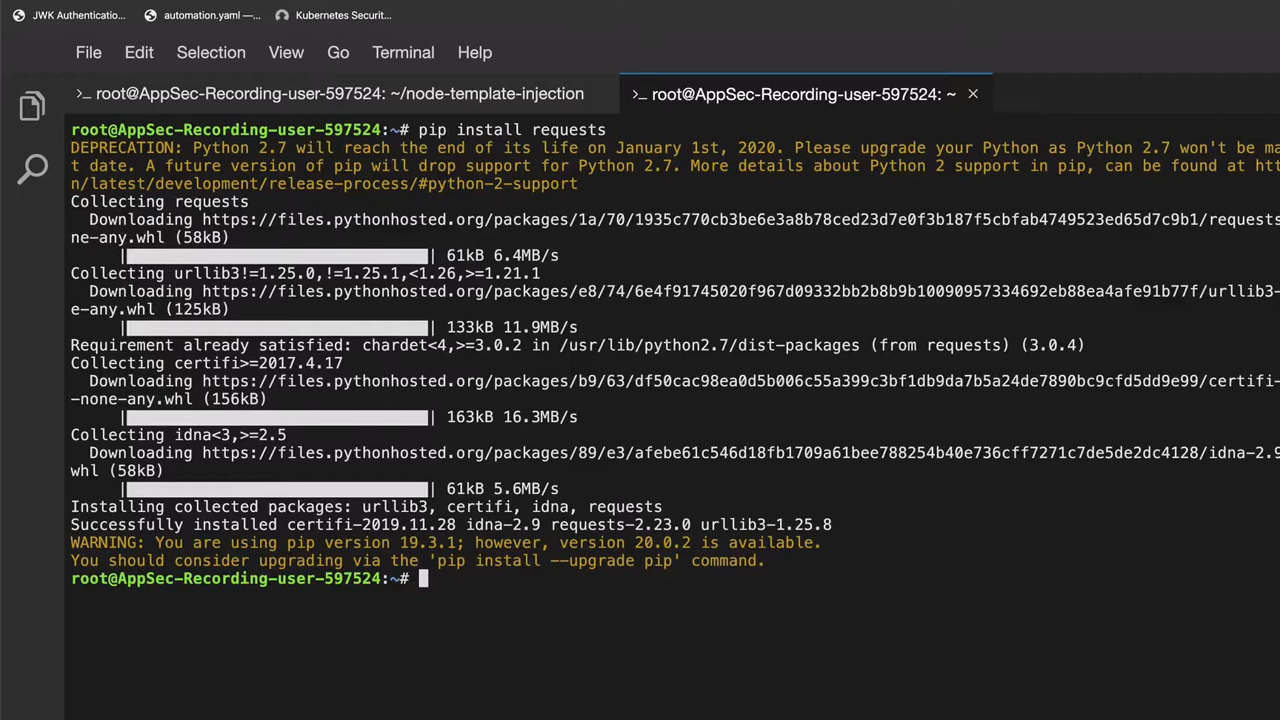 JWK Authenticatio... automation.yaml —... Kubernetes Securit...
File Edit Selection View Go Terminal Help
>_ root@AppSec-Recording-user-597524: ~/node-template-injection >_ root@AppSec-Recording-user-597524: ~ ×
root@AppSec-Recording-user-597524:~# pip install requests
DEPRECATION: Python 2.7 will reach the end of its life on January 1st, 2020. Please upgrade your Python as Python 2.7 won't be ma
t date. A future version of pip will drop support for Python 2.7. More details about Python 2 support in pip, can be found at htt
n/latest/development/release-process/#python-2-support
Collecting requests
Downloading https://files.pythonhosted.org/packages/1a/70/1935c770cb3be6e3a8b78ced23d7e0f3b187f5cbfab4749523ed65d7c9b1/requests
ne-any.whl (58kB)
|████████████████████████████████| 61kB 6.4MB/s
Collecting urllib3!=1.25.0,!=1.25.1,<1.26,>=1.21.1
Downloading https://files.pythonhosted.org/packages/e8/74/6e4f91745020f967d09332bb2b8b9b10090957334692eb88ea4afe91b77f/urllib3-
e-any.whl (125kB)
|████████████████████████████████| 133kB 11.9MB/s
Requirement already satisfied: chardet<4,>=3.0.2 in /usr/lib/python2.7/dist-packages (from requests) (3.0.4)
Collecting certifi>=2017.4.17
Downloading https://files.pythonhosted.org/packages/b9/63/df50cac98ea0d5b006c55a399c3bf1db9da7b5a24de7890bc9cfd5dd9e99/certifi-
-none-any.whl (156kB)
|████████████████████████████████| 163kB 16.3MB/s
Collecting idna<3,>=2.5
Downloading https://files.pythonhosted.org/packages/89/e3/afebe61c546d18fb1709a61bee788254b40e736cff7271c7de5de2dc4128/idna-2.9
whl (58kB)
|████████████████████████████████| 61kB 5.6MB/s
Installing collected packages: urllib3, certifi, idna, requests
Successfully installed certifi-2019.11.28 idna-2.9 requests-2.23.0 urllib3-1.25.8
WARNING: You are using pip version 19.3.1; however, version 20.0.2 is available.
You should consider upgrading via the 'pip install --upgrade pip' command.
root@AppSec-Recording-user-597524:~#